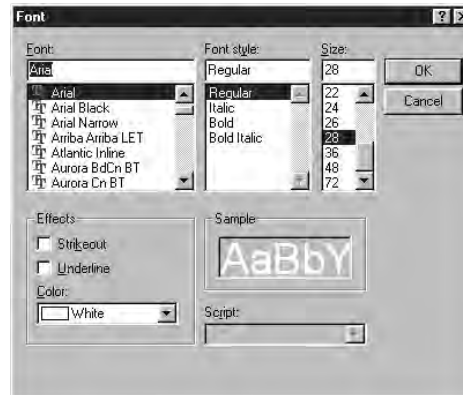 Font
Font:
Font style:
Size:
Arial
Regular
28
OK
Cancel
Arial
Arial Black
Arial Narrow
Arriba Arriba LET
Atlantic Inline
Aurora BdCn BT
Aurora Cn BT
Regular
Italic
Bold
Bold Italic
22
24
26
28
36
48
72
Effects
Strikeout
Underline
Color:
White
Sample
AaBbY
Script: